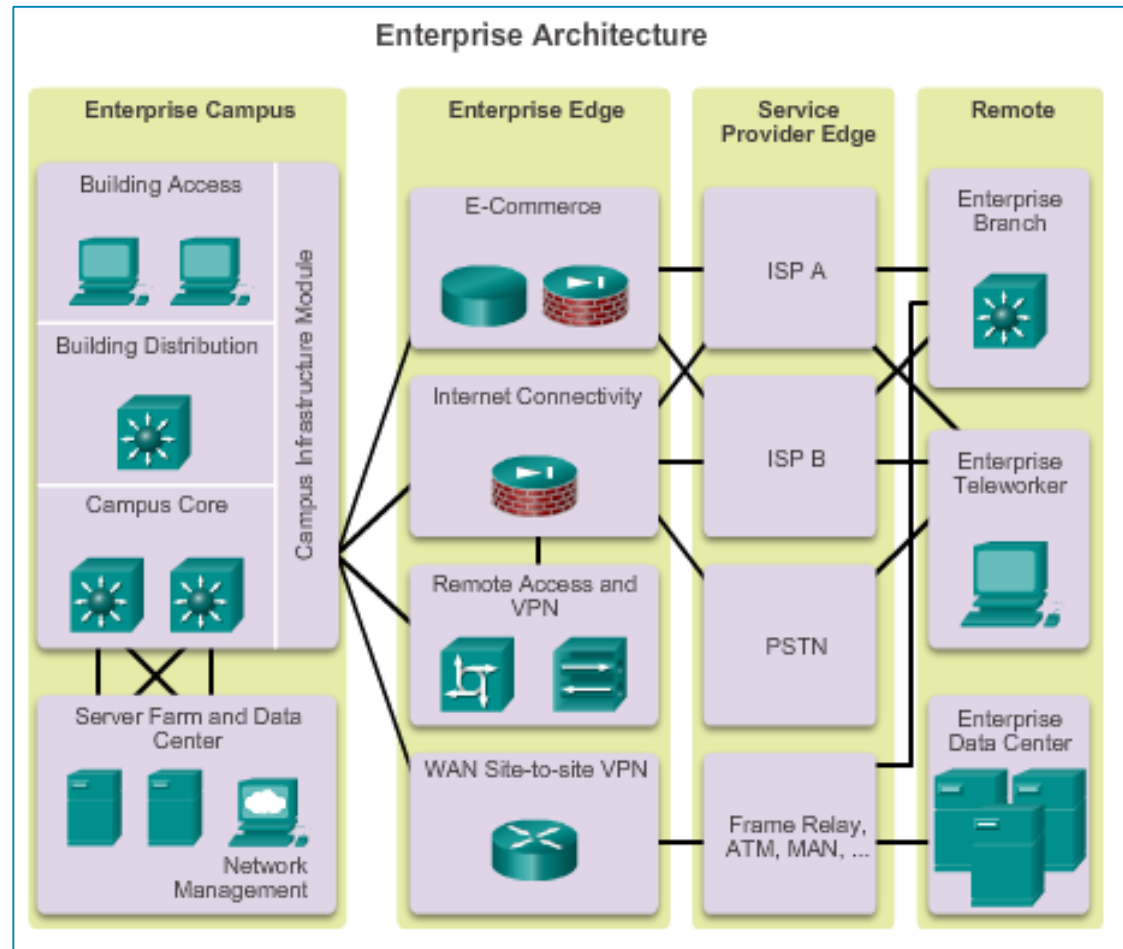 Enterprise Architecture
Enterprise Campus
Building Access
Building Distribution
Campus Core
Campus Infrastructure Module
Server Farm and Data
Center
Network
Management
Enterprise Edge
E-Commerce
Internet Connectivity
Remote Access and
VPN
WAN Site-to-site VPN
Service
Provider Edge
ISP A
ISP B
PSTN
Frame Relay,
ATM, MAN, ...
Remote
Enterprise
Branch
Enterprise
Teleworker
Enterprise
Data Center